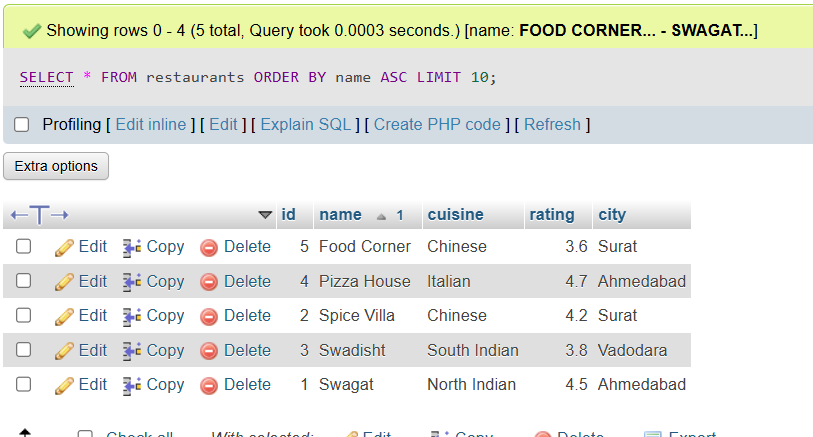 Showing rows 0 - 4 (5 total, Query took 0.0003 seconds.) [name: FOOD CORNER... - SWAGAT...]
SELECT * FROM restaurants ORDER BY name ASC LIMIT 10;
Profiling [ Edit inline ] [ Edit ] [ Explain SQL ] [ Create PHP code ] [ Refresh ]
Extra options
id name 1 cuisine rating city
Edit Copy Delete 5 Food Corner Chinese 3.6 Surat
Edit Copy Delete 4 Pizza House Italian 4.7 Ahmedabad
Edit Copy Delete 2 Spice Villa Chinese 4.2 Surat
Edit Copy Delete 3 Swadisht South Indian 3.8 Vadodara
Edit Copy Delete 1 Swagat North Indian 4.5 Ahmedabad
Check all With selected: Edit Copy Delete Export